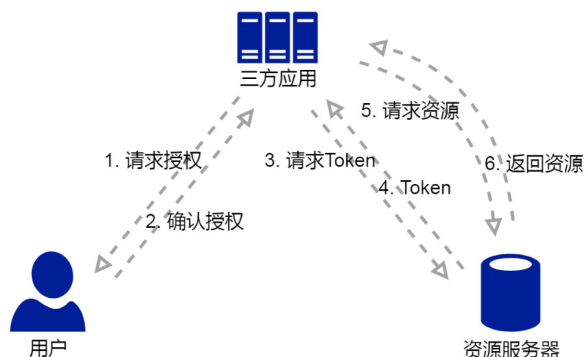 三方应用
5. 请求资源
1. 请求授权
3. 请求Token
6. 返回资源
4. Token
2. 确认授权
用户
资源服务器